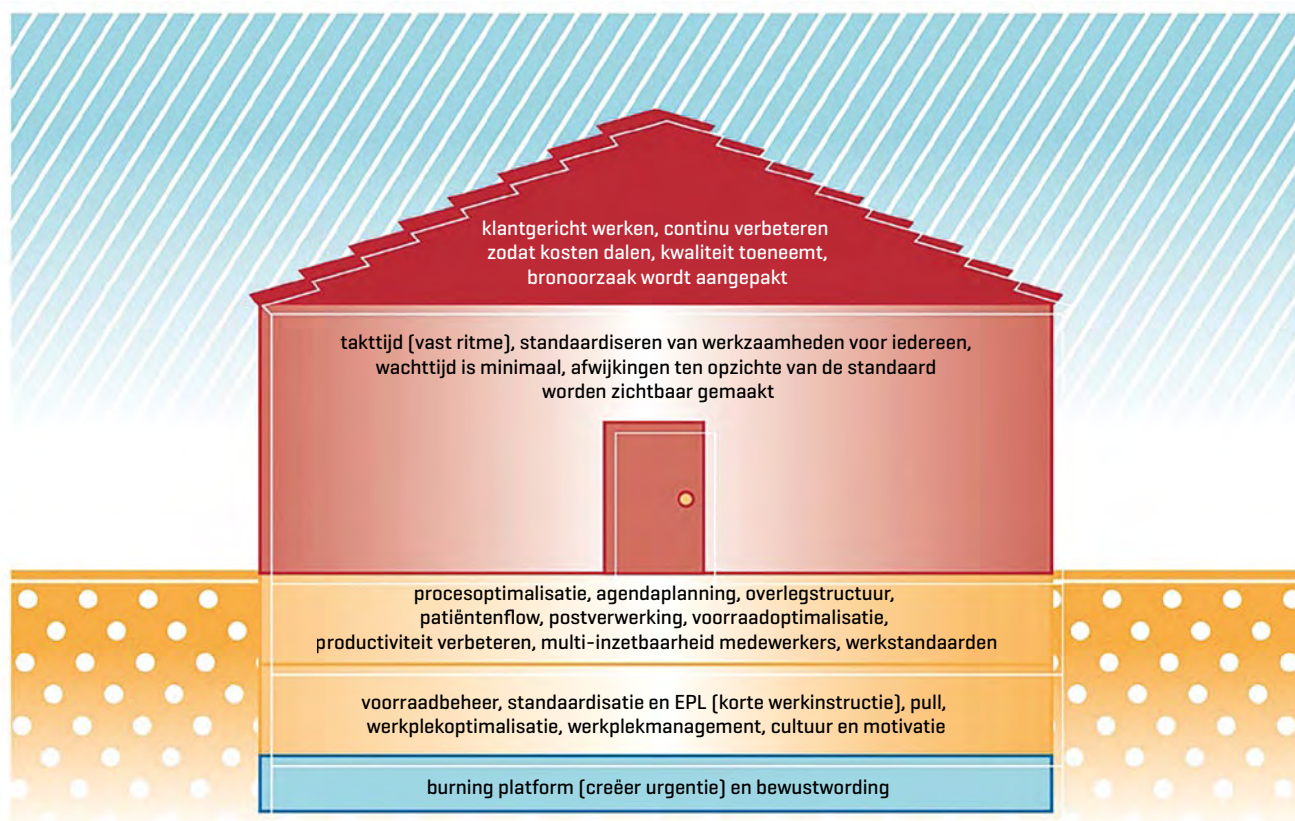 klantgericht werken, continu verbeteren
zodat kosten dalen, kwaliteit toeneemt,
bronoorzaak wordt aangepakt
takttijd (vast ritme), standaardiseren van werkzaamheden voor iedereen,
wachttijd is minimaal, afwijkingen ten opzichte van de standaard
worden zichtbaar gemaakt
procesoptimalisatie, agendaplanning, overlegstructuur,
patiëntenflow, postverwerking, voorraadoptimalisatie,
productiviteit verbeteren, multi-inzetbaarheid medewerkers, werkstandaarden
voorraadbeheer, standaardisatie en EPL (korte werkinstructie), pull,
werkplekoptimalisatie, werkplekmanagement, cultuur en motivatie
burning platform (creëer urgentie) en bewustwording